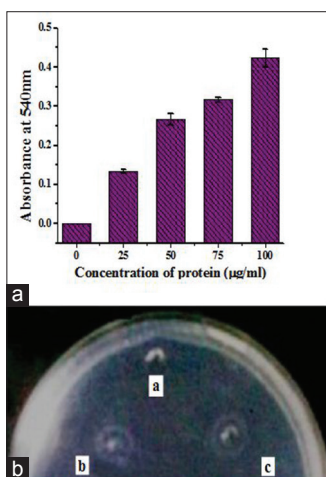 0.5
0.4
0.3
0.2
0.1
0.0
Absorbance at 540nm
0 25 50 75 100
Concentration of protein (µg/ml)
a
a
b c
b